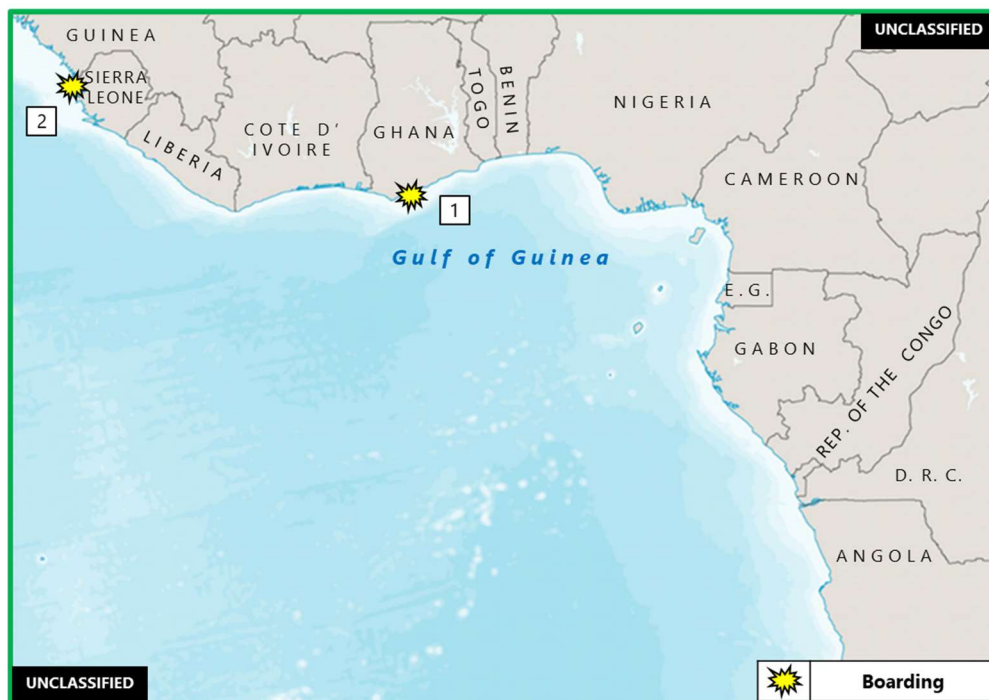 UNCLASSIFIED
GUINEA
SIERRA
LEONE
2
LIBERIA
COTE D'
IVOIRE
GHANA
TOGO
BENIN
NIGERIA
CAMEROON
1
Gulf of Guinea
E.G.
GABON
REP. OF THE CONGO
D. R. C.
ANGOLA
UNCLASSIFIED
Boarding